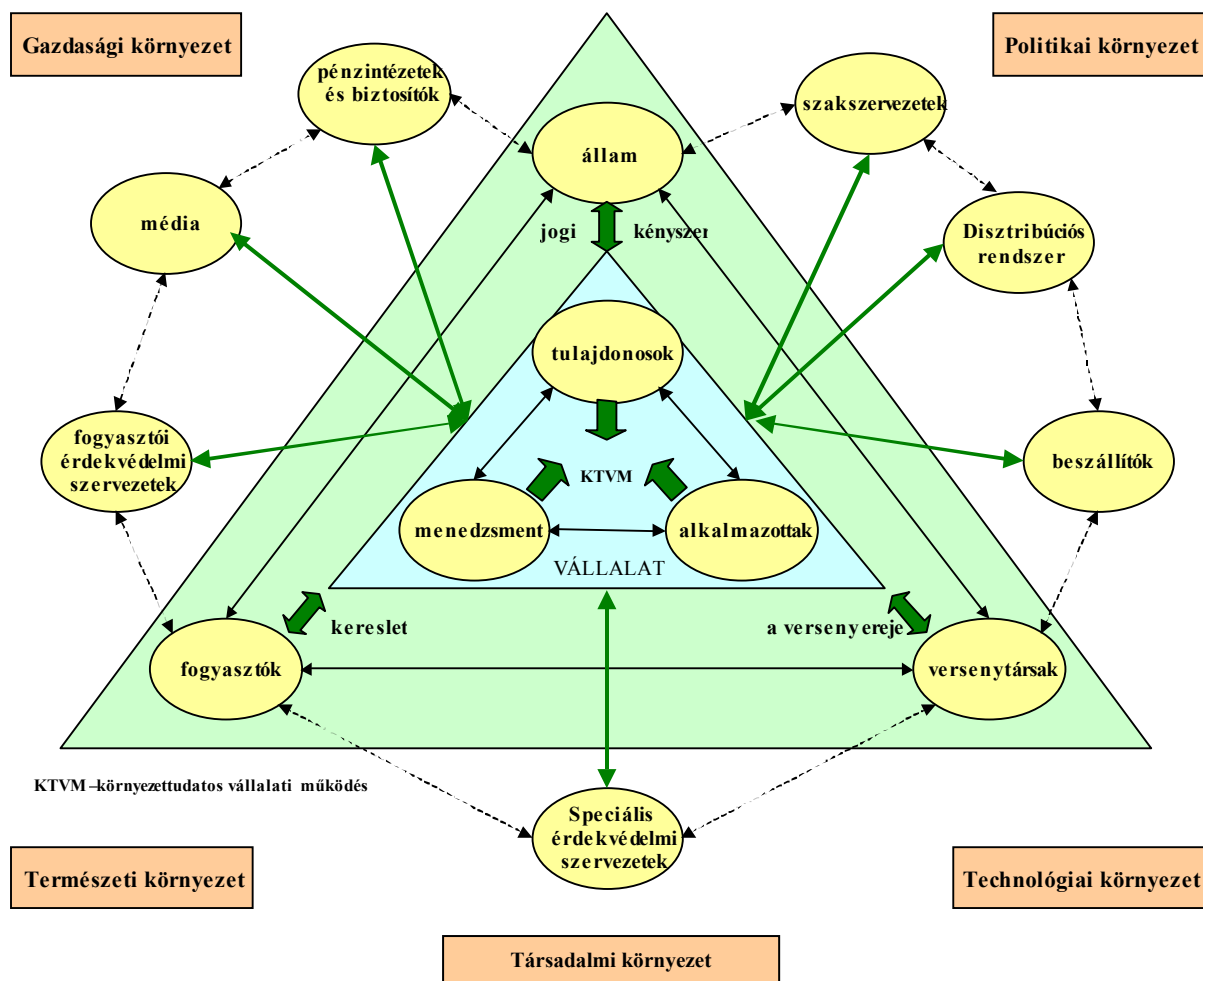 Gazdasági környezet
Politikai környezet
pénzintézetek
és biztosítók
szakszervezetek
állam
média
jogi kényszer
Disztribúciós
rendszer
tulajdonosok
fogyasztói
érdekvédelmi
szervezetek
beszállítók
KTVM
menedzsment
alkalmazottak
VÁLLALAT
kereslet
a verseny ereje
fogyasztók
versenytársak
KTVM – környezettudatos vállalati működés
Speciális
érdekvédelmi
szervezetek
Természeti környezet
Technológiai környezet
Társadalmi környezet